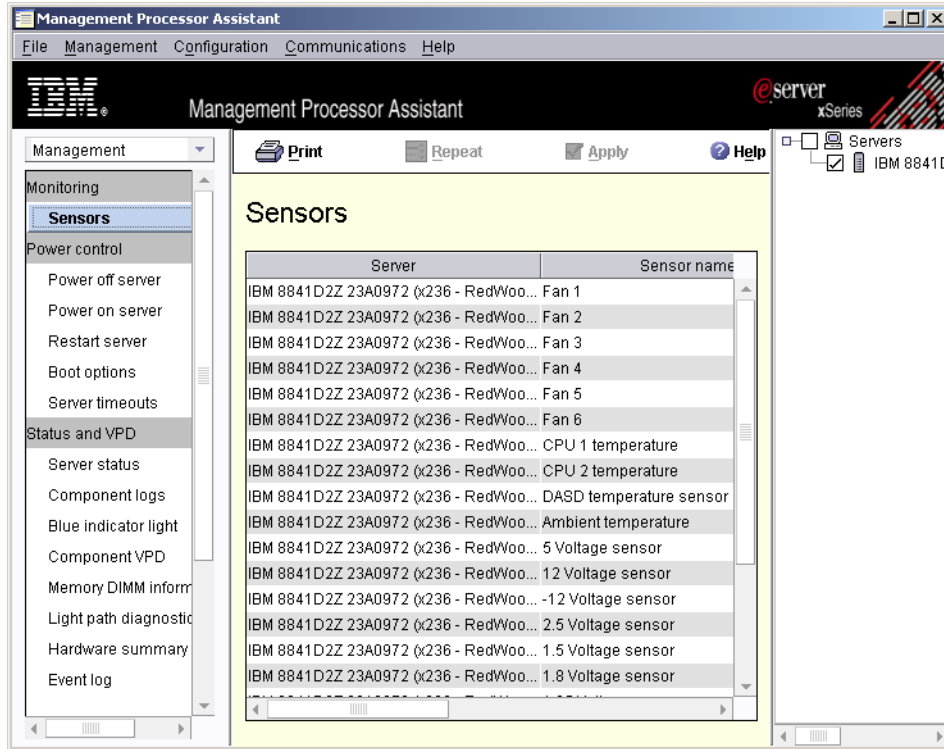 Management Processor Assistant
File Management Configuration Communications Help
IBM®
Management Processor Assistant
eserver
xSeries
Management
Monitoring
Sensors
Power control
Power off server
Power on server
Restart server
Boot options
Server timeouts
Status and VPD
Server status
Component logs
Blue indicator light
Component VPD
Memory DIMM inform
Light path diagnostic
Hardware summary
Event log
Print Repeat Apply Help
Sensors
Server Sensor name
IBM 8841D2Z 23A0972 (x236 - RedWoo... Fan 1
IBM 8841D2Z 23A0972 (x236 - RedWoo... Fan 2
IBM 8841D2Z 23A0972 (x236 - RedWoo... Fan 3
IBM 8841D2Z 23A0972 (x236 - RedWoo... Fan 4
IBM 8841D2Z 23A0972 (x236 - RedWoo... Fan 5
IBM 8841D2Z 23A0972 (x236 - RedWoo... Fan 6
IBM 8841D2Z 23A0972 (x236 - RedWoo... CPU 1 temperature
IBM 8841D2Z 23A0972 (x236 - RedWoo... CPU 2 temperature
IBM 8841D2Z 23A0972 (x236 - RedWoo... DASD temperature sensor
IBM 8841D2Z 23A0972 (x236 - RedWoo... Ambient temperature
IBM 8841D2Z 23A0972 (x236 - RedWoo... 5 Voltage sensor
IBM 8841D2Z 23A0972 (x236 - RedWoo... 12 Voltage sensor
IBM 8841D2Z 23A0972 (x236 - RedWoo... -12 Voltage sensor
IBM 8841D2Z 23A0972 (x236 - RedWoo... 2.5 Voltage sensor
IBM 8841D2Z 23A0972 (x236 - RedWoo... 1.5 Voltage sensor
IBM 8841D2Z 23A0972 (x236 - RedWoo... 1.8 Voltage sensor
Servers
IBM 8841D